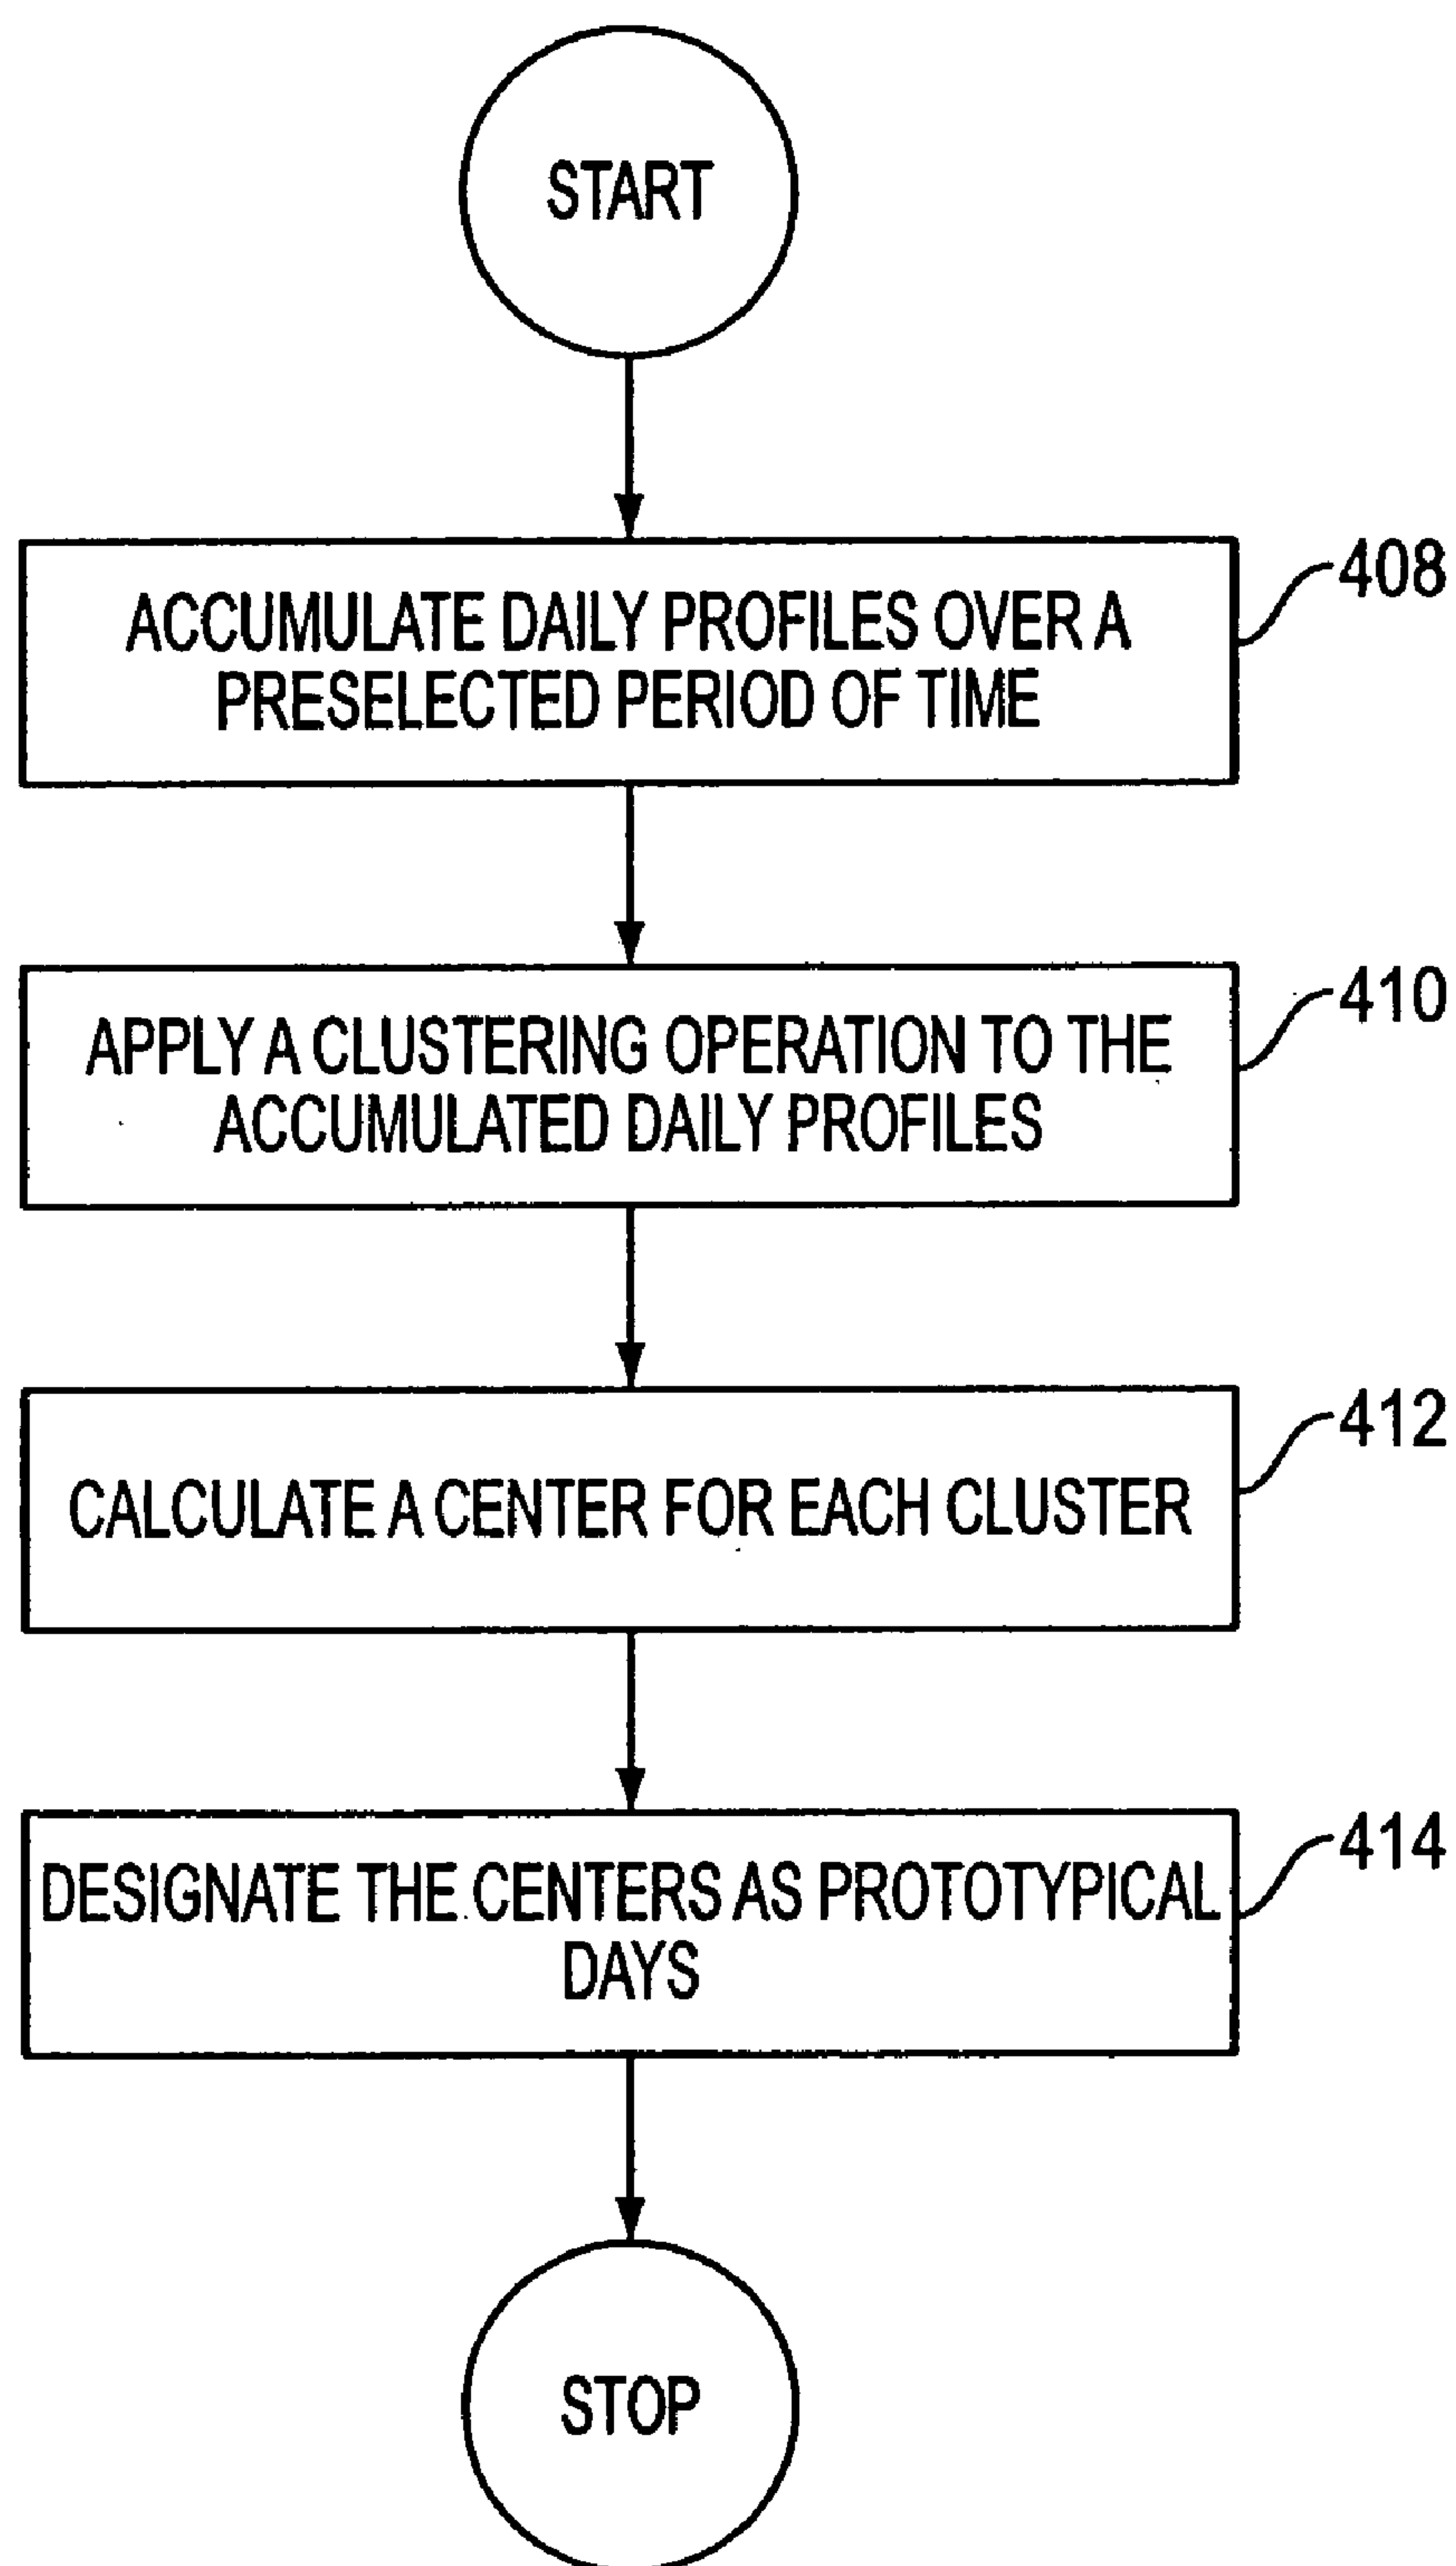 START
ACCUMULATE DAILY PROFILES OVER A
PRESELECTED PERIOD OF TIME
408
APPLY A CLUSTERING OPERATION TO THE
ACCUMULATED DAILY PROFILES
410
CALCULATE A CENTER FOR EACH CLUSTER
412
DESIGNATE THE CENTERS AS PROTOTYPICAL
DAYS
414
STOP